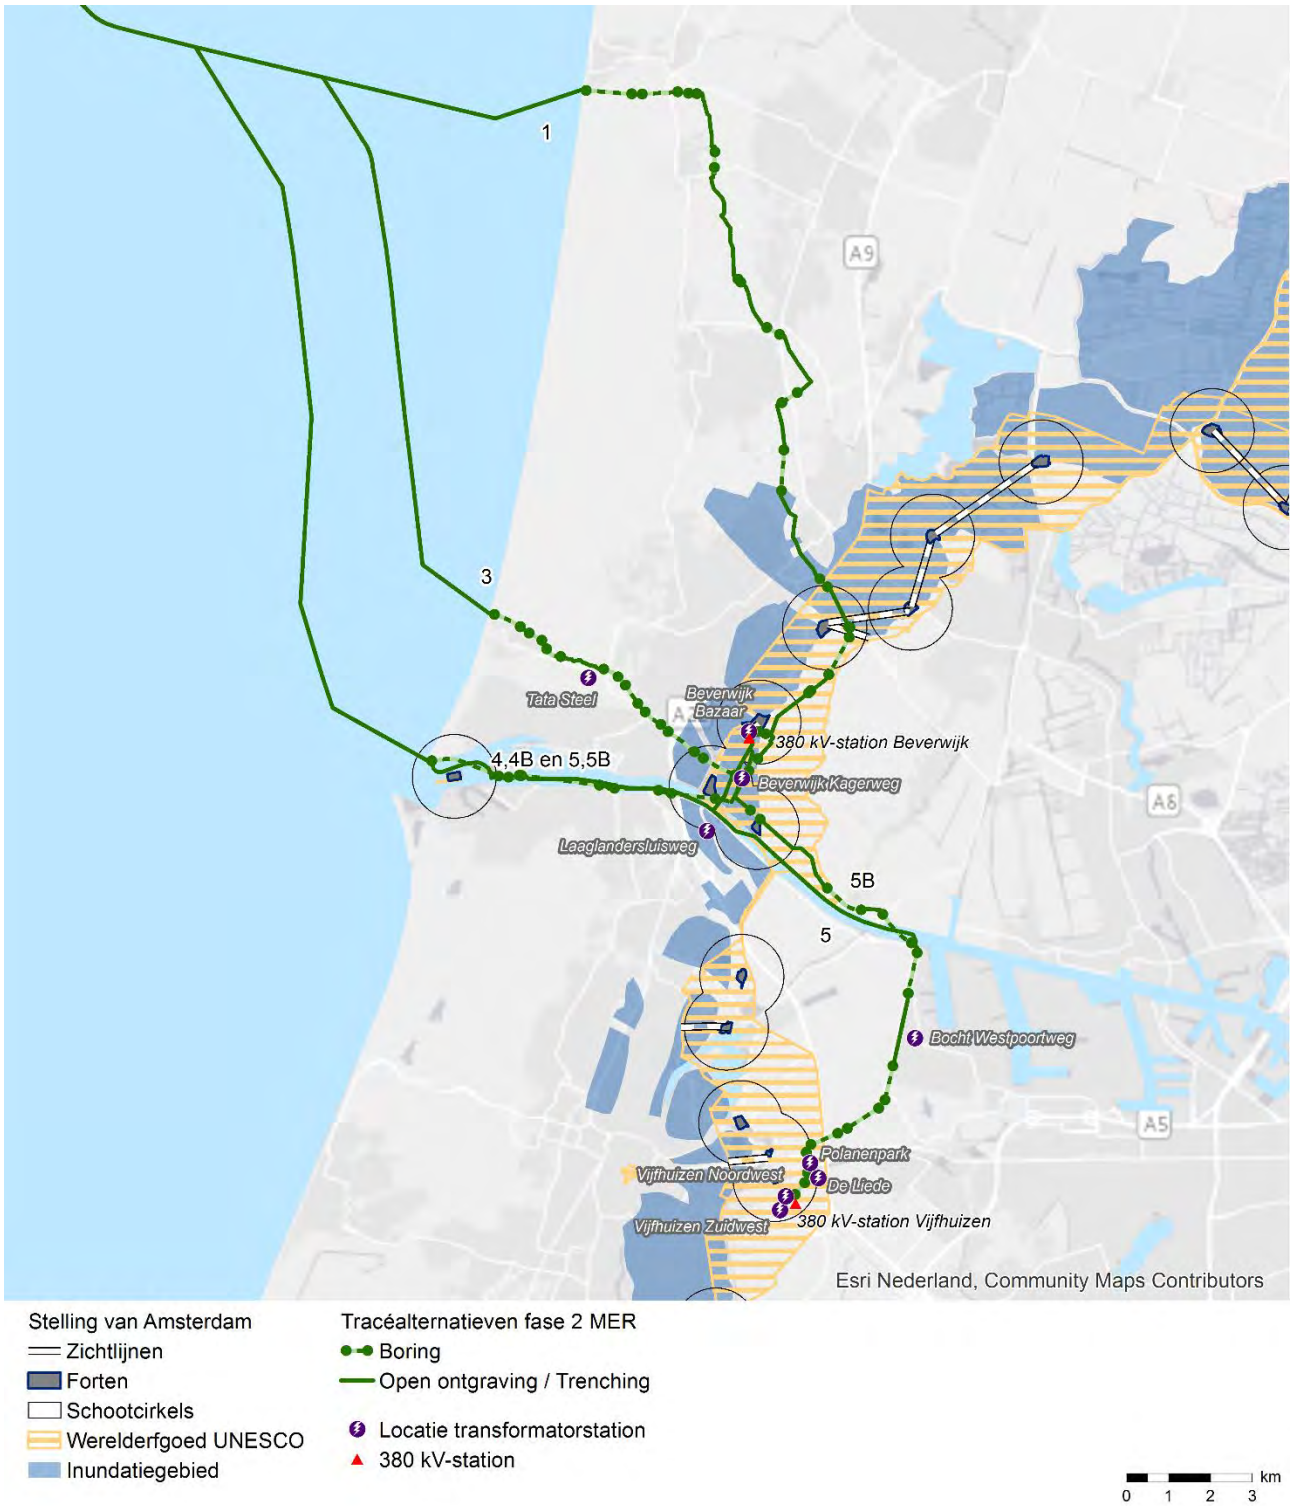 1
A9
3
Tata Steel
Beverwijk
Bazaar
380 kV-station Beverwijk
4,4B en 5,5B
Beverwijk Kagerweg
A8
Laaglandersluisweg
5B
5
Bocht Westpoortweg
A5
Polanenpark
Vijfhuizen Noordwest
De Liede
Vijfhuizen Zuidwest
380 kV-station Vijfhuizen
Esri Nederland, Community Maps Contributors
Stelling van Amsterdam
Zichtlijnen
Forten
Schootcirkels
Werelderfgoed UNESCO
Inundatiegebied
Tracéalternatieven fase 2 MER
Boring
Open ontgraving / Trenching
Locatie transformatorstation
380 kV-station
km
0 1 2 3